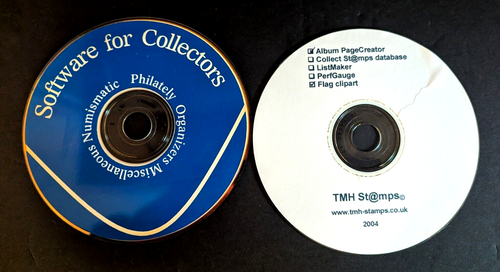 Software for Collectors
Numismatic Philately Organizers Miscellaneous
Album PageCreator
Collect St@mps database
ListMaker
PerfGauge
Flag clipart
TMH St@mps©
www.tmh-stamps.co.uk
2004